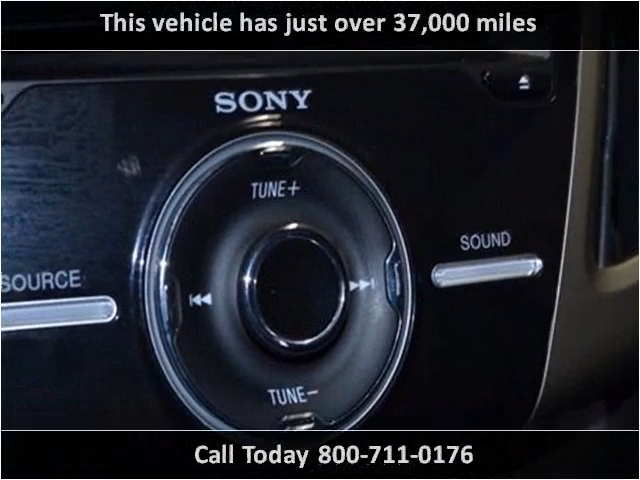 This vehicle has just over 37,000 miles
SONY
TUNE+
SOUND
SOURCE
TUNE-
Call Today 800-711-0176